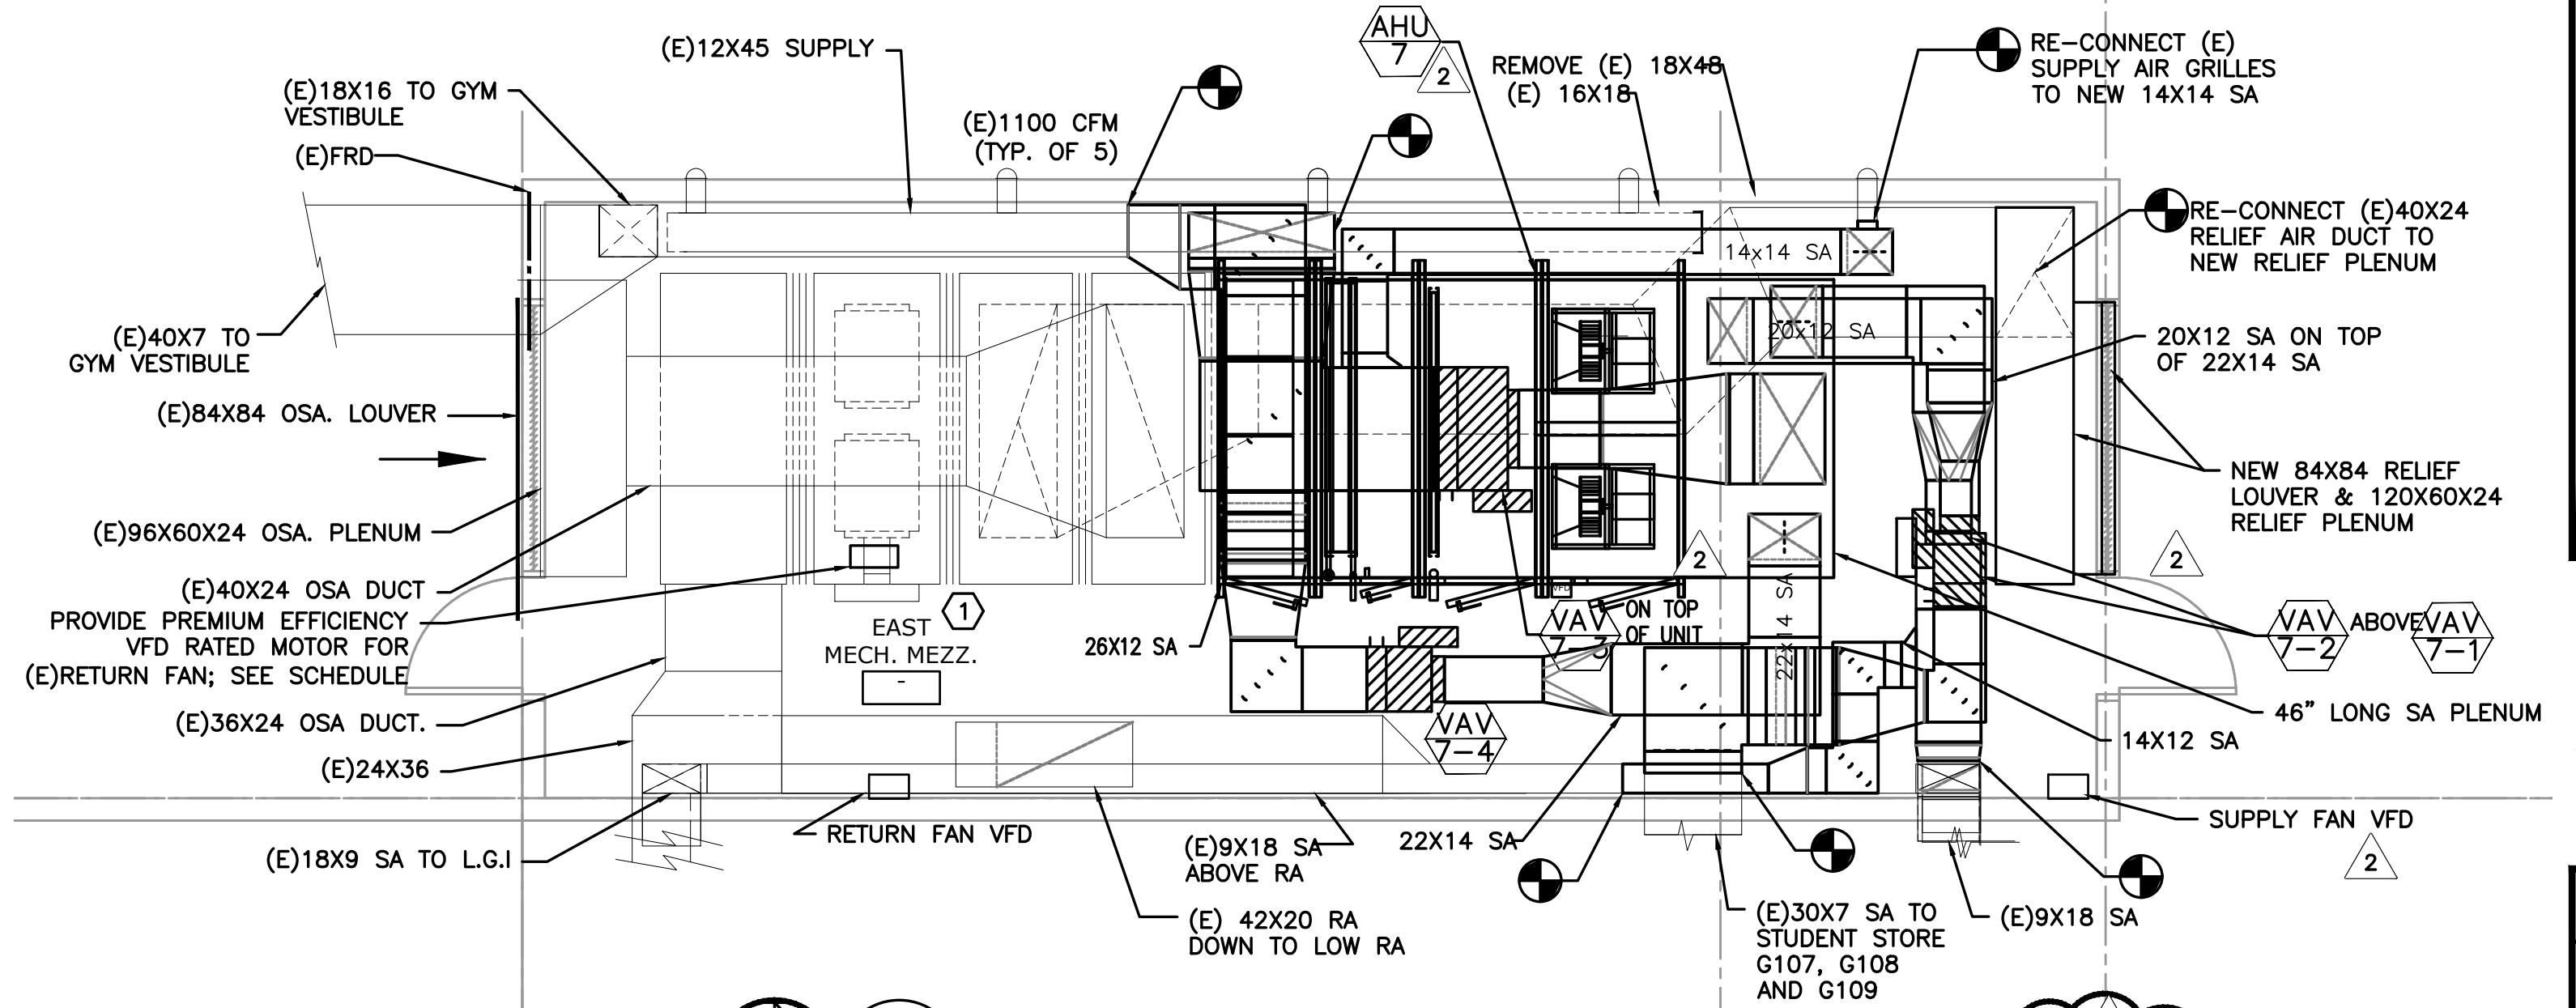 (E)12X45 SUPPLY
(E)18X16 TO GYM
VESTIBULE
(E)FRD
(E)1100 CFM
(TYP. OF 5)
AHU
7
2
REMOVE (E) 18X48
(E) 16X18
RE-CONNECT (E)
SUPPLY AIR GRILLES
TO NEW 14X14 SA
RE-CONNECT (E)40X24
RELIEF AIR DUCT TO
NEW RELIEF PLENUM
14x14 SA
20x12 SA
(E)40X7 TO
GYM VESTIBULE
20X12 SA ON TOP
OF 22X14 SA
(E)84X84 OSA. LOUVER
NEW 84X84 RELIEF
LOUVER & 120X60X24
RELIEF PLENUM
(E)96X60X24 OSA. PLENUM
2
2
(E)40X24 OSA DUCT
VFD
22x14 SA
PROVIDE PREMIUM EFFICIENCY
VFD RATED MOTOR FOR
(E)RETURN FAN; SEE SCHEDULE
1
EAST
MECH. MEZZ.
-
26X12 SA
VAV
7-3
ON TOP
OF UNIT
VAV
7-2
ABOVE
VAV
7-1
(E)36X24 OSA DUCT.
VAV
7-4
46" LONG SA PLENUM
14X12 SA
(E)24X36
SUPPLY FAN VFD
2
(E)18X9 SA TO L.G.I
RETURN FAN VFD
(E)9X18 SA
ABOVE RA
22X14 SA
(E) 42X20 RA
DOWN TO LOW RA
(E)30X7 SA TO
STUDENT STORE
G107, G108
AND G109
(E)9X18 SA